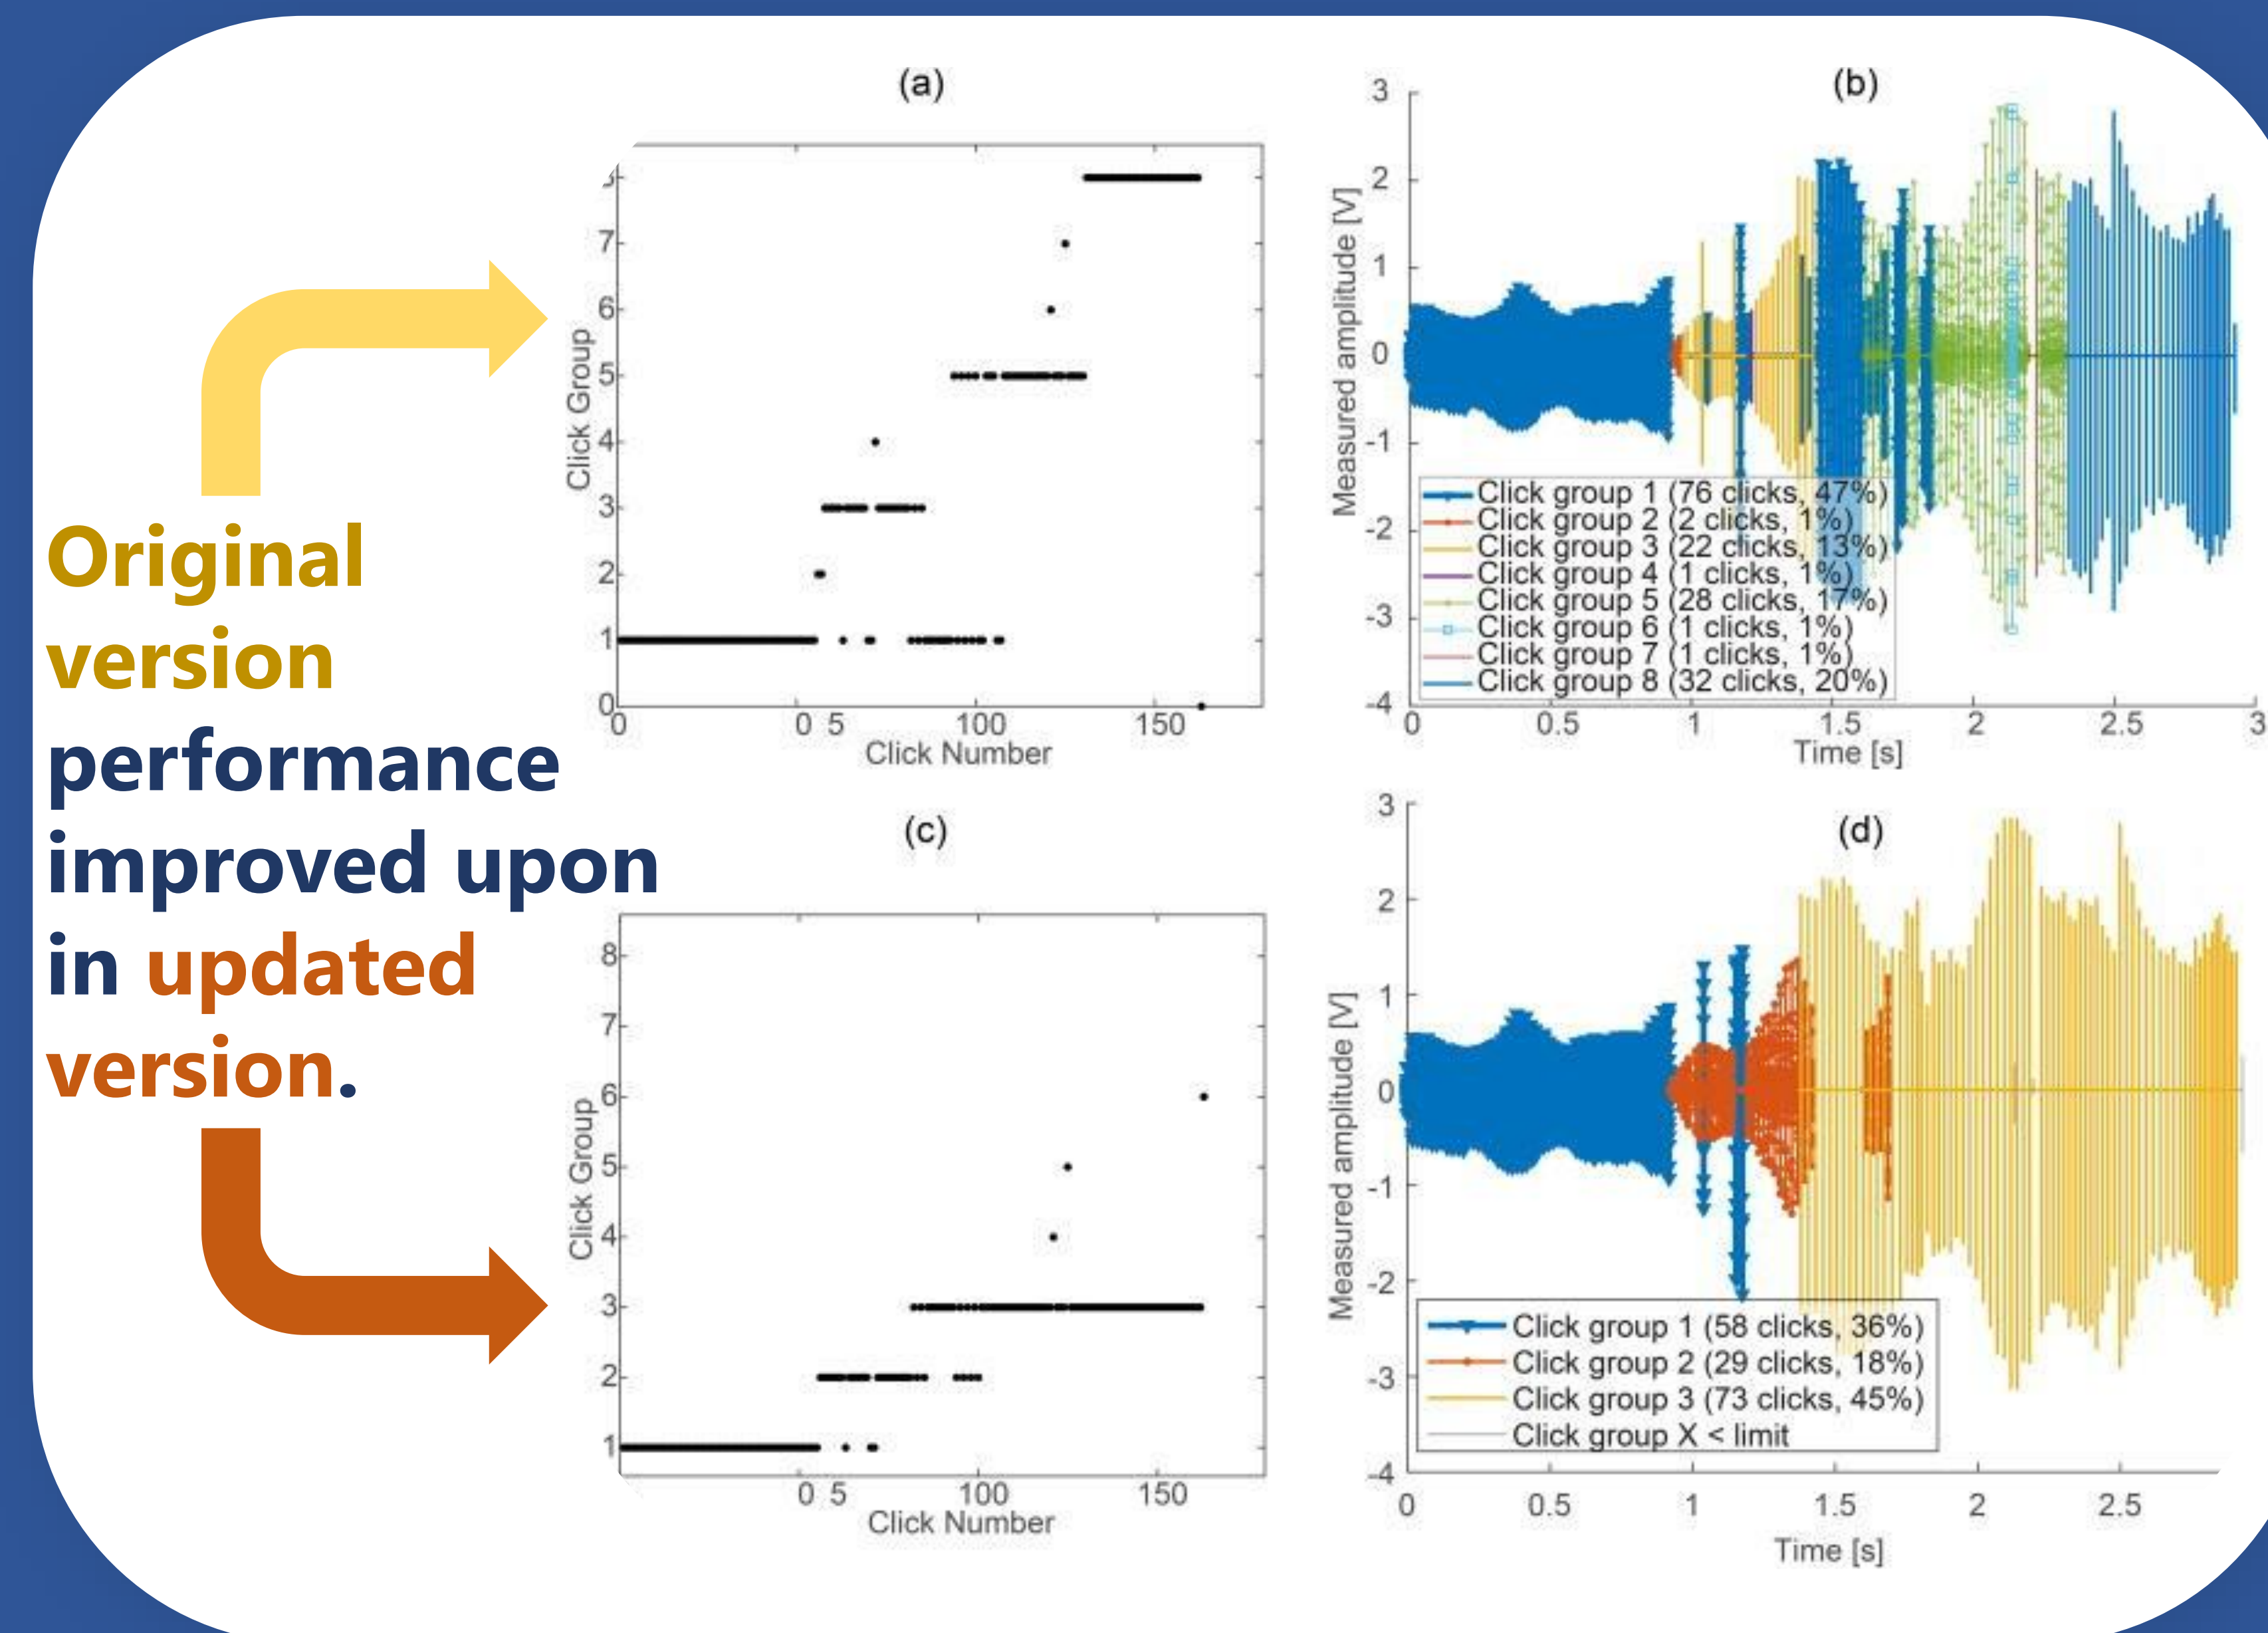 Original
version
performance
improved upon
in updated
version.
(a)
7
6
5
4
3
2
1
0
Click Group
0 0 5 100 150
Click Number
(b)
3
2
1
0
-1
-2
-3
-4
Measured amplitude [V]
Click group 1 (76 clicks, 47%)
Click group 2 (2 clicks, 1%)
Click group 3 (22 clicks, 13%)
Click group 4 (1 clicks, 1%)
Click group 5 (28 clicks, 17%)
Click group 6 (1 clicks, 1%)
Click group 7 (1 clicks, 1%)
Click group 8 (32 clicks, 20%)
0 0.5 1 1.5 2 2.5 3
Time [s]
(c)
8
7
6
5
4
3
2
1
Click Group
0 5 100 150
Click Number
(d)
3
2
1
0
-1
-2
-3
-4
Measured amplitude [V]
Click group 1 (58 clicks, 36%)
Click group 2 (29 clicks, 18%)
Click group 3 (73 clicks, 45%)
Click group X < limit
0 0.5 1 1.5 2 2.5
Time [s]